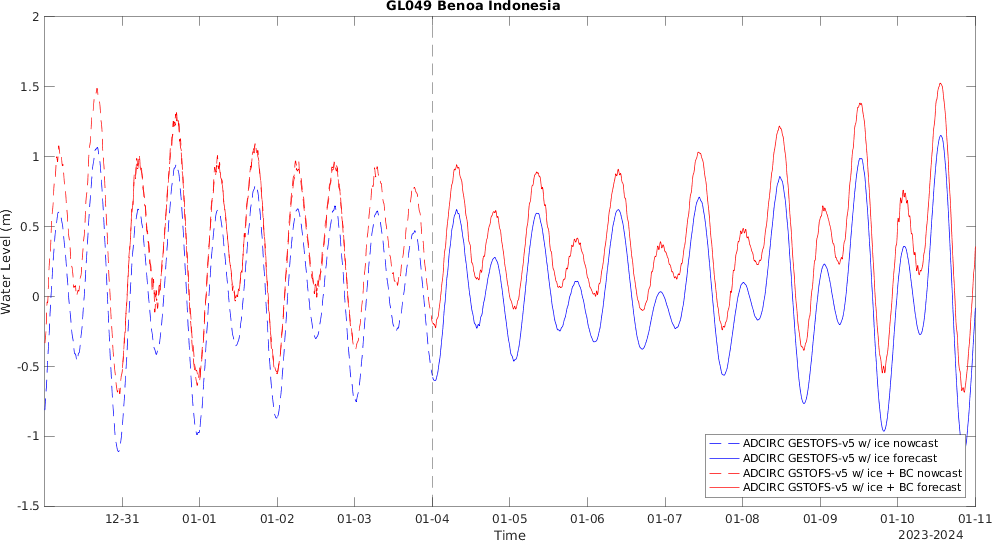 GL049 Benoa Indonesia
2
1.5
1
0.5
0
-0.5
-1
-1.5
Water Level (m)
12-31 01-01 01-02 01-03 01-04 01-05 01-06 01-07 01-08 01-09 01-10 01-11
Time
2023-2024
ADCIRC GESTOFS-v5 w/ ice nowcast
ADCIRC GESTOFS-v5 w/ ice forecast
ADCIRC GSTOFS-v5 w/ ice + BC nowcast
ADCIRC GSTOFS-v5 w/ ice + BC forecast